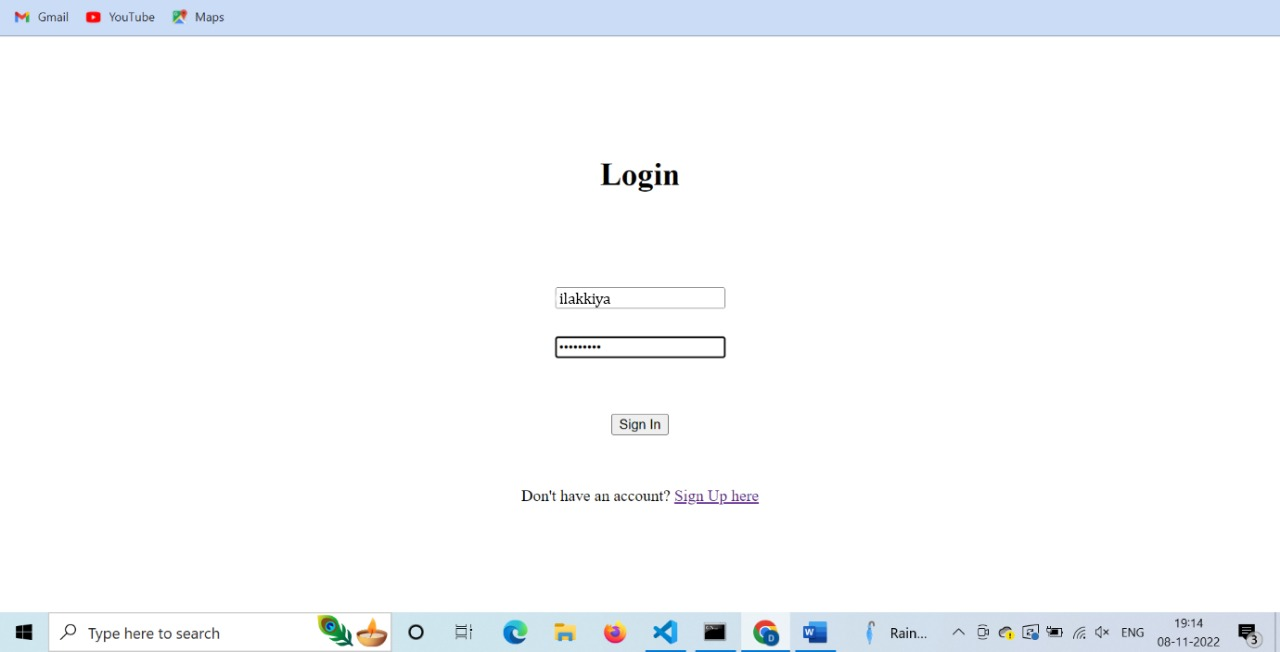 Gmail YouTube Maps
Login
ilakkiya
•••••••••
Sign In
Don't have an account? Sign Up here
Type here to search
Rain...
ENG
19:14
08-11-2022
3